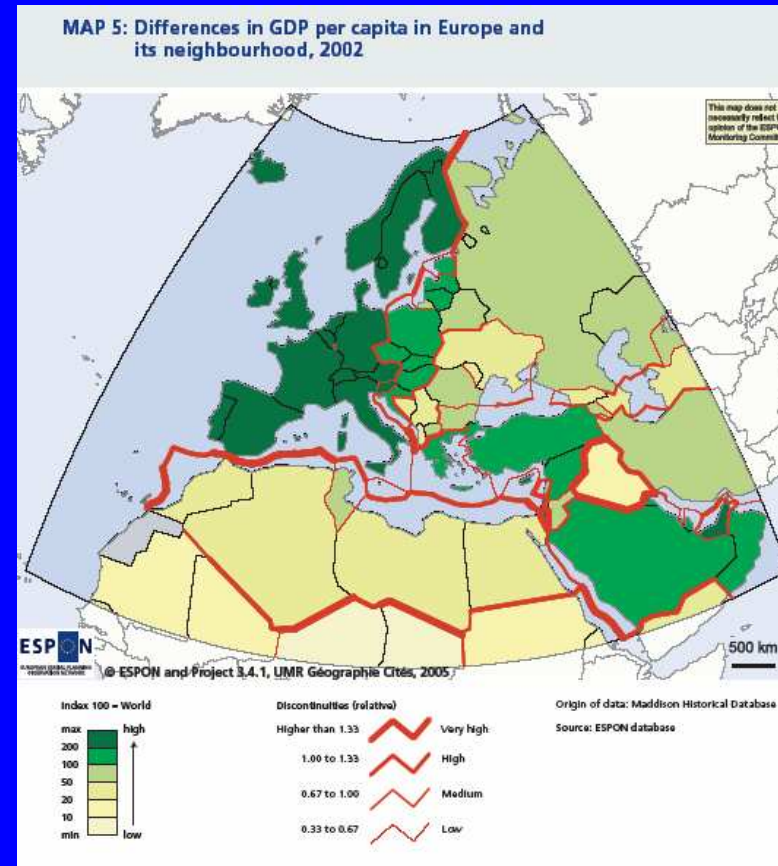 MAP 5: Differences in GDP per capita in Europe and
its neighbourhood, 2002
This map does not
necessarily reflect
opinion of the ESPON
Monitoring Committ
ESPON
© ESPON and Project 3.4.1, UMR Géographie Cités, 2005
500 km
Index 100 = World
max
200
100
50
20
10
min
high
low
Discontinuities (relative)
Higher than 1.33 Very high
1.00 to 1.33 High
0.67 to 1.00 Medium
0.33 to 0.67 Low
Origin of data: Maddison Historical Database
Source: ESPON database